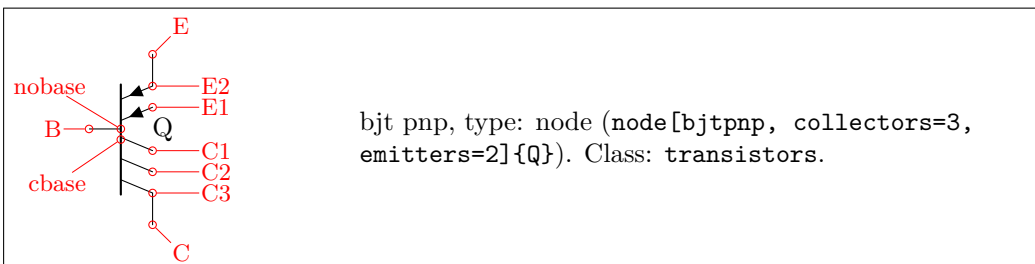 E
nobase
E2
E1
B
Q
C1
C2
cbase
C3
C
bjt pnp, type: node (node[bjtpnp, collectors=3,
emitters=2]{Q}). Class: transistors.